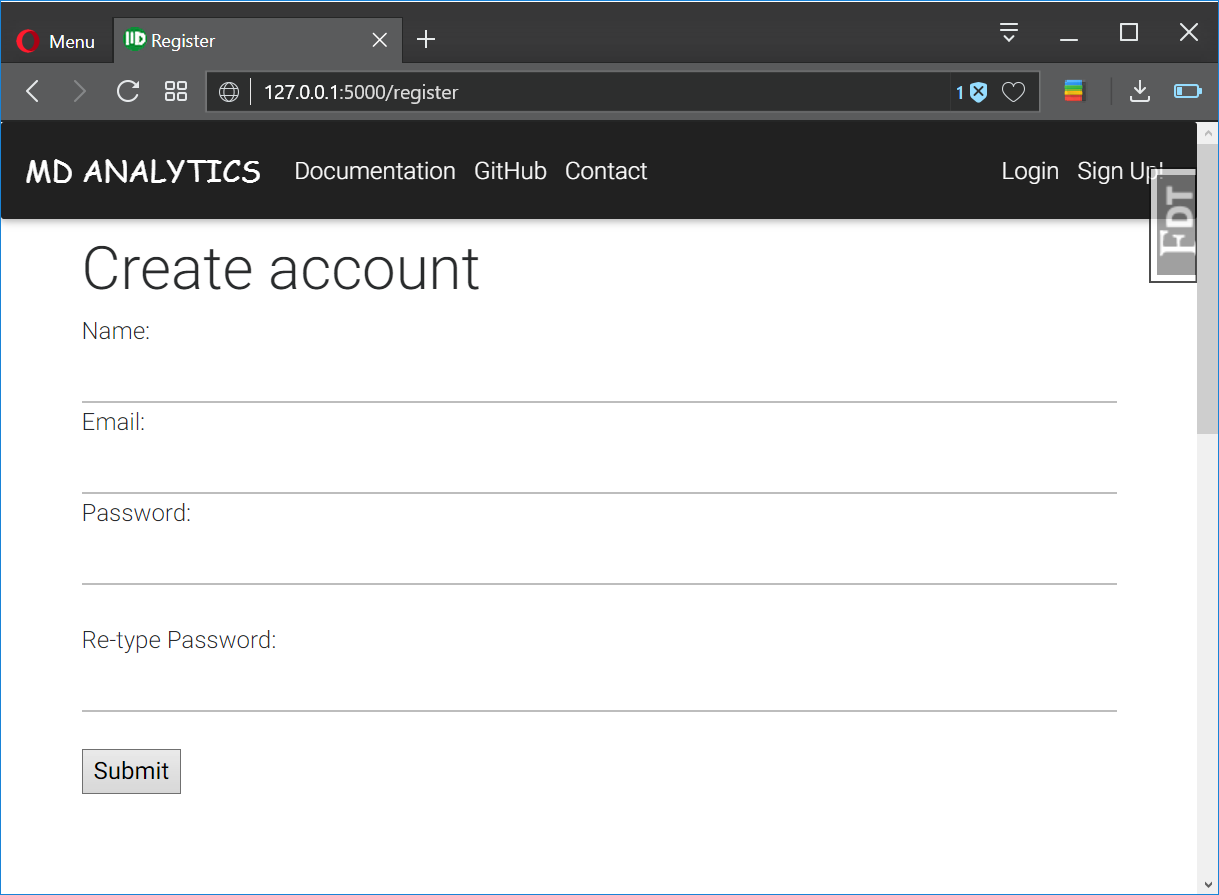 Menu
Register
127.0.0.1:5000/register
1
MD ANALYTICS Documentation GitHub Contact Login Sign Up!
FDT
Create account
Name:
Email:
Password:
Re-type Password:
Submit